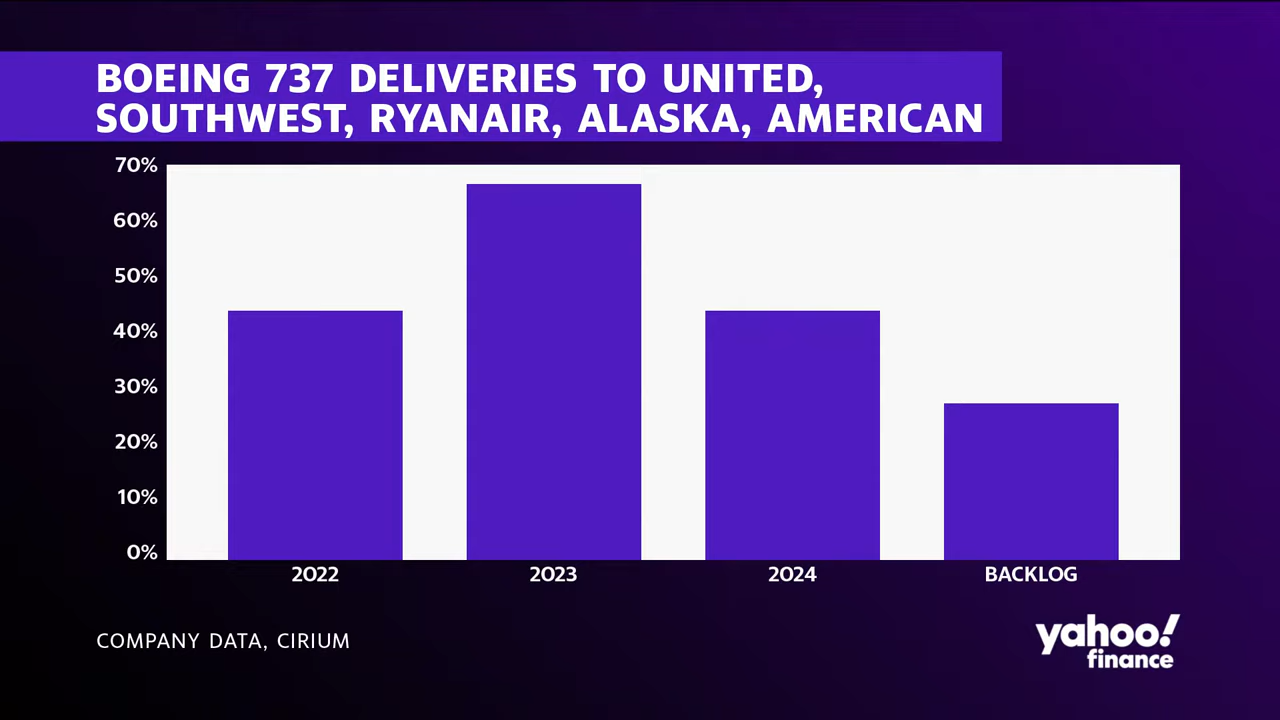 BOEING 737 DELIVERIES TO UNITED,
SOUTHWEST, RYANAIR, ALASKA, AMERICAN
70%
60%
50%
40%
30%
20%
10%
0%
2022
2023
2024
BACKLOG
COMPANY DATA, CIRIUM
yahoo!
finance